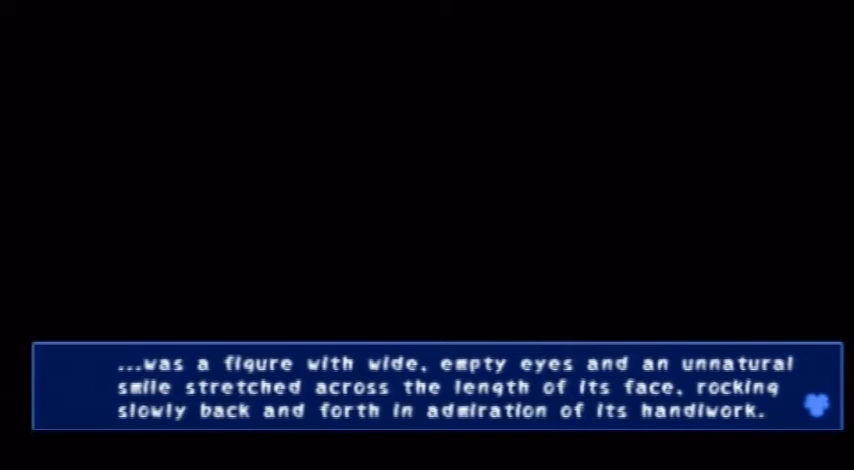 ...was a figure with wide, empty eyes and an unnatural
smile stretched across the length of its face, rocking
slowly back and forth in admiration of its handiwork.